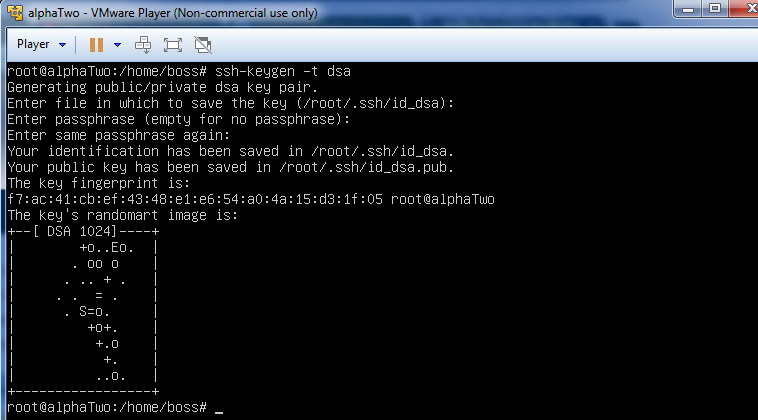 alphaTwo - VMware Player (Non-commercial use only)
Player
root@alphaTwo:/home/boss# ssh-keygen -t dsa
Generating public/private dsa key pair.
Enter file in which to save the key (/root/.ssh/id_dsa):
Enter passphrase (empty for no passphrase):
Enter same passphrase again:
Your identification has been saved in /root/.ssh/id_dsa.
Your public key has been saved in /root/.ssh/id_dsa.pub.
The key fingerprint is:
f7:ac:41:cb:ef:43:48:e1:e6:54:a0:4a:15:d3:1f:05 root@alphaTwo
The key's randomart image is:
+--[ DSA 1024]----+
|        +o..Eo.  |
|       . oo o    |
|      . .. + .   |
|     . .  = .    |
|      . S=o.     |
|         +o+.    |
|          +.o    |
|           +.    |
|          ..o.   |
+-----------------+
root@alphaTwo:/home/boss# _